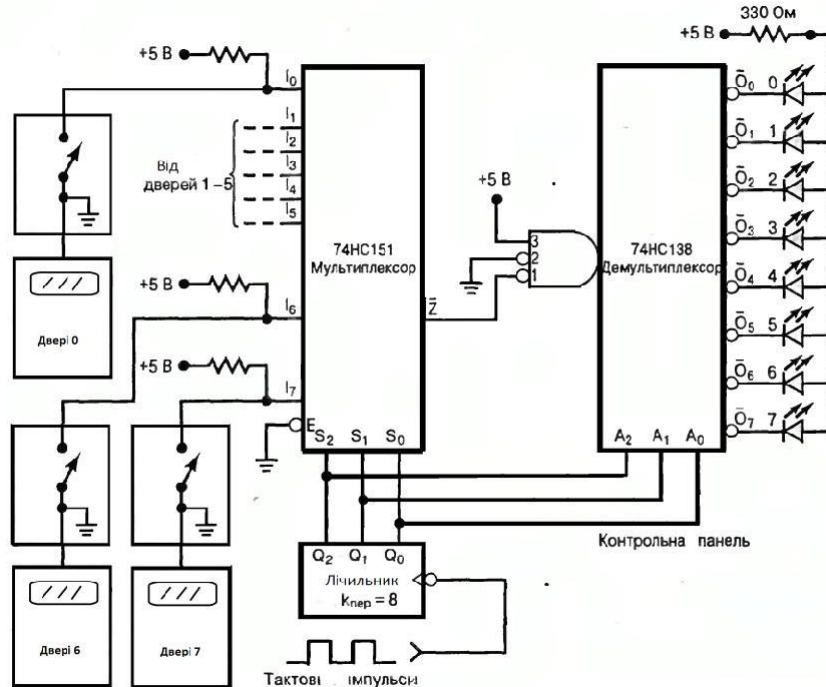 330 Ом
+5 В
+5 В
I0
I1
I2
I3
I4
I5
Від
дверей 1 – 5
74HC151
Мультиплексор
+5 В
3
2
1
74HC138
Демультиплексор
Ō0 0
Ō1 1
Ō2 2
Ō3 3
Ō4 4
Ō5 5
Ō6 6
Ō7 7
Двері 0
+5 В
I6
Z̄
+5 В
I7
E
S2 S1 S0
A2 A1 A0
Контрольна панель
Q2 Q1 Q0
Лічильник
kпер = 8
Двері 6
Двері 7
Тактові імпульси